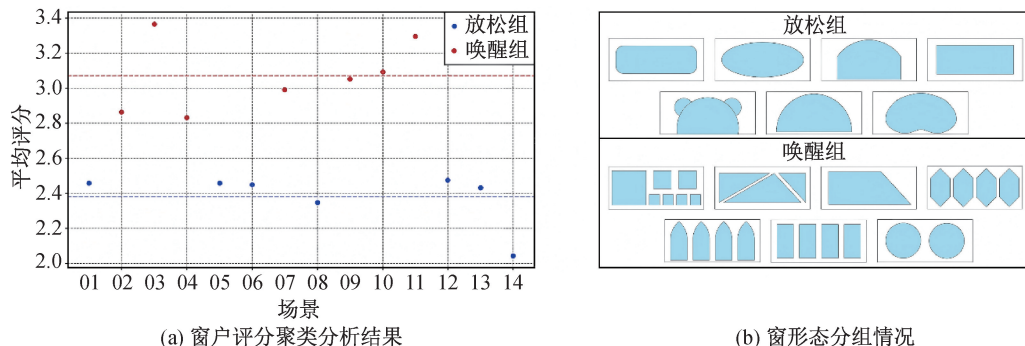 3.4
3.2
3.0
2.8
2.6
2.4
2.2
2.0
平均评分
放松组
唤醒组
01 02 03 04 05 06 07 08 09 10 11 12 13 14
场景
(a) 窗户评分聚类分析结果
放松组
唤醒组
(b) 窗形态分组情况